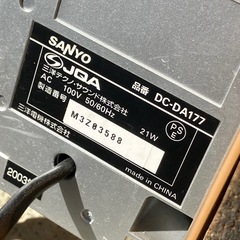 SANYO
JQA
品番 DC-DA177
三洋テクノ・サウンド株式会社
AC 100V 50/60Hz 21W
製造番号
M3Z03588
PSE
三洋電機株式会社
made in CHINA
2003